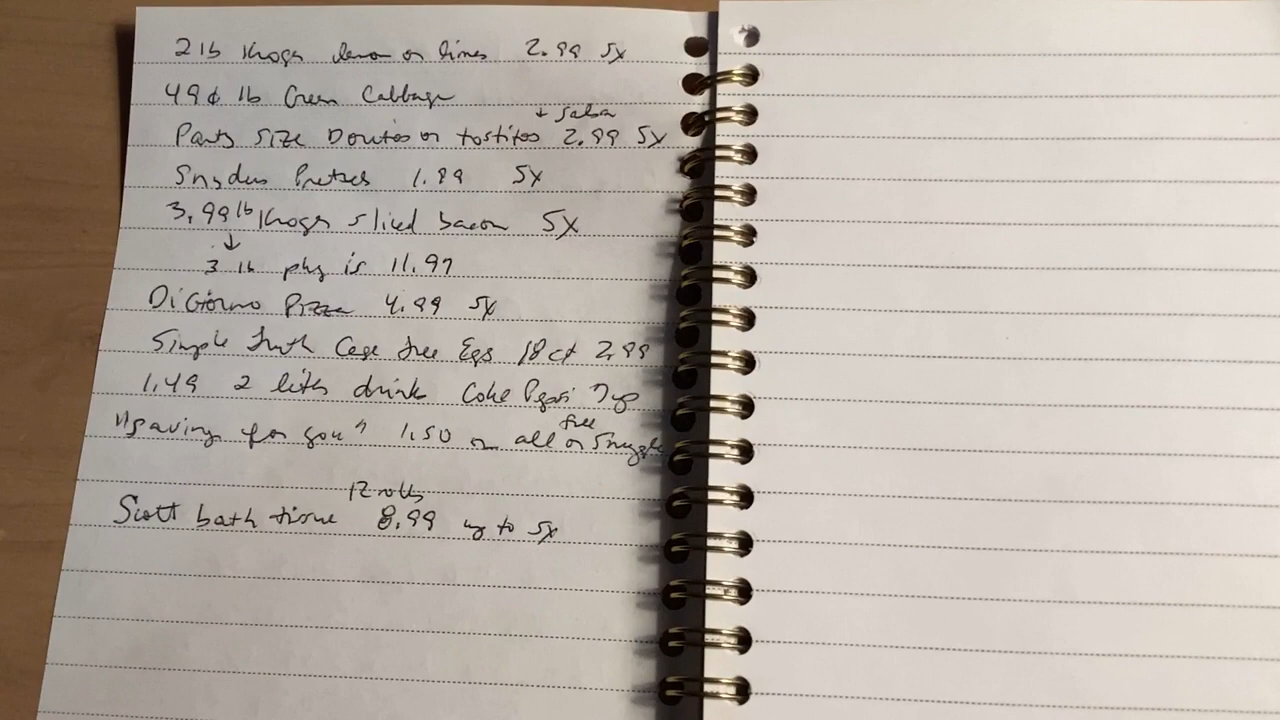 2 lb Kroger lemon or limes 2.99 5x
49¢ lb Green Cabbage
↓ Salsa
Party Size Doritos or tostitos 2.99 5x
Snyders Pretzels 1.99 5x
3.99 lb Kroger sliced bacon 5x
↓
3 lb pkg is 11.97
DiGiorno Pizza 4.99 5x
Simple Truth Cage free Eggs 18 ct 2.99
1.49 2 liter drink Coke Pepsi 7up
free
"Saving for you" 1.50 on all or Snuggle
12 rolls
Scott bath tissue 8.99 up to 5x